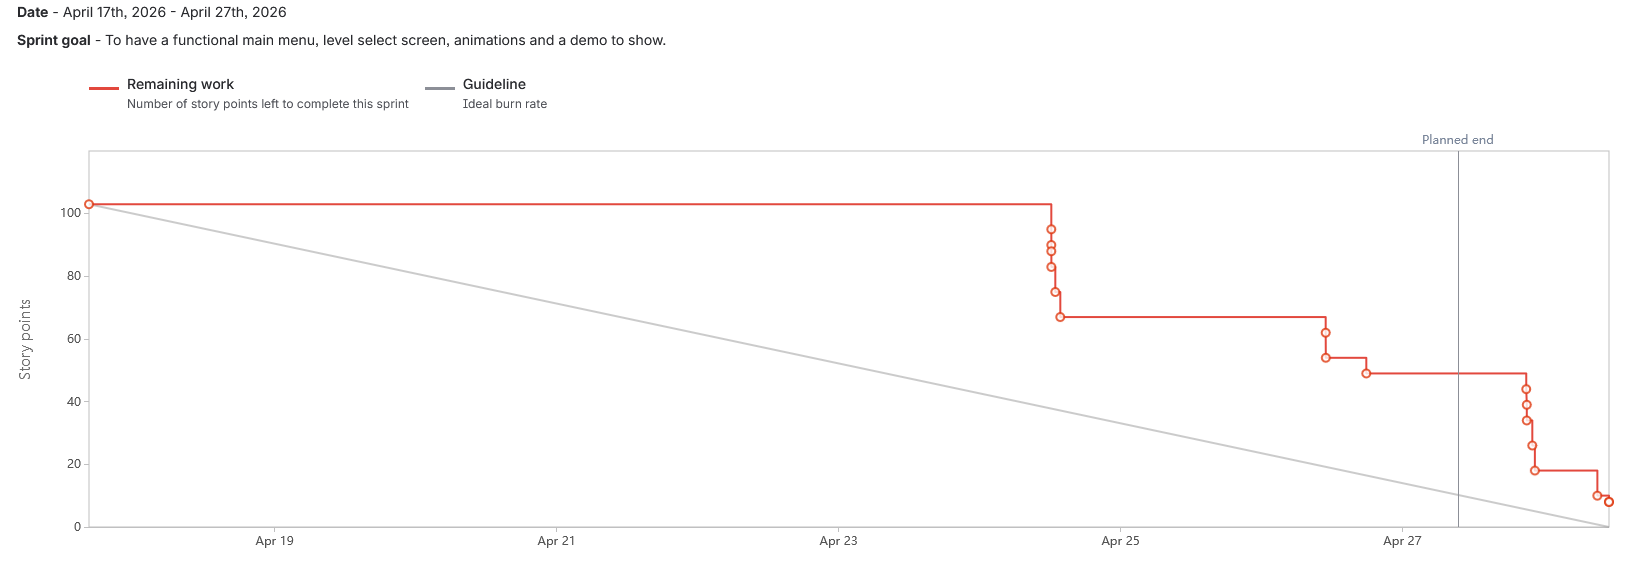 Date - April 17th, 2026 - April 27th, 2026
Sprint goal - To have a functional main menu, level select screen, animations and a demo to show.
Remaining work
Number of story points left to complete this sprint
Guideline
Ideal burn rate
Planned end
Story points
100
80
60
40
20
0
Apr 19
Apr 21
Apr 23
Apr 25
Apr 27